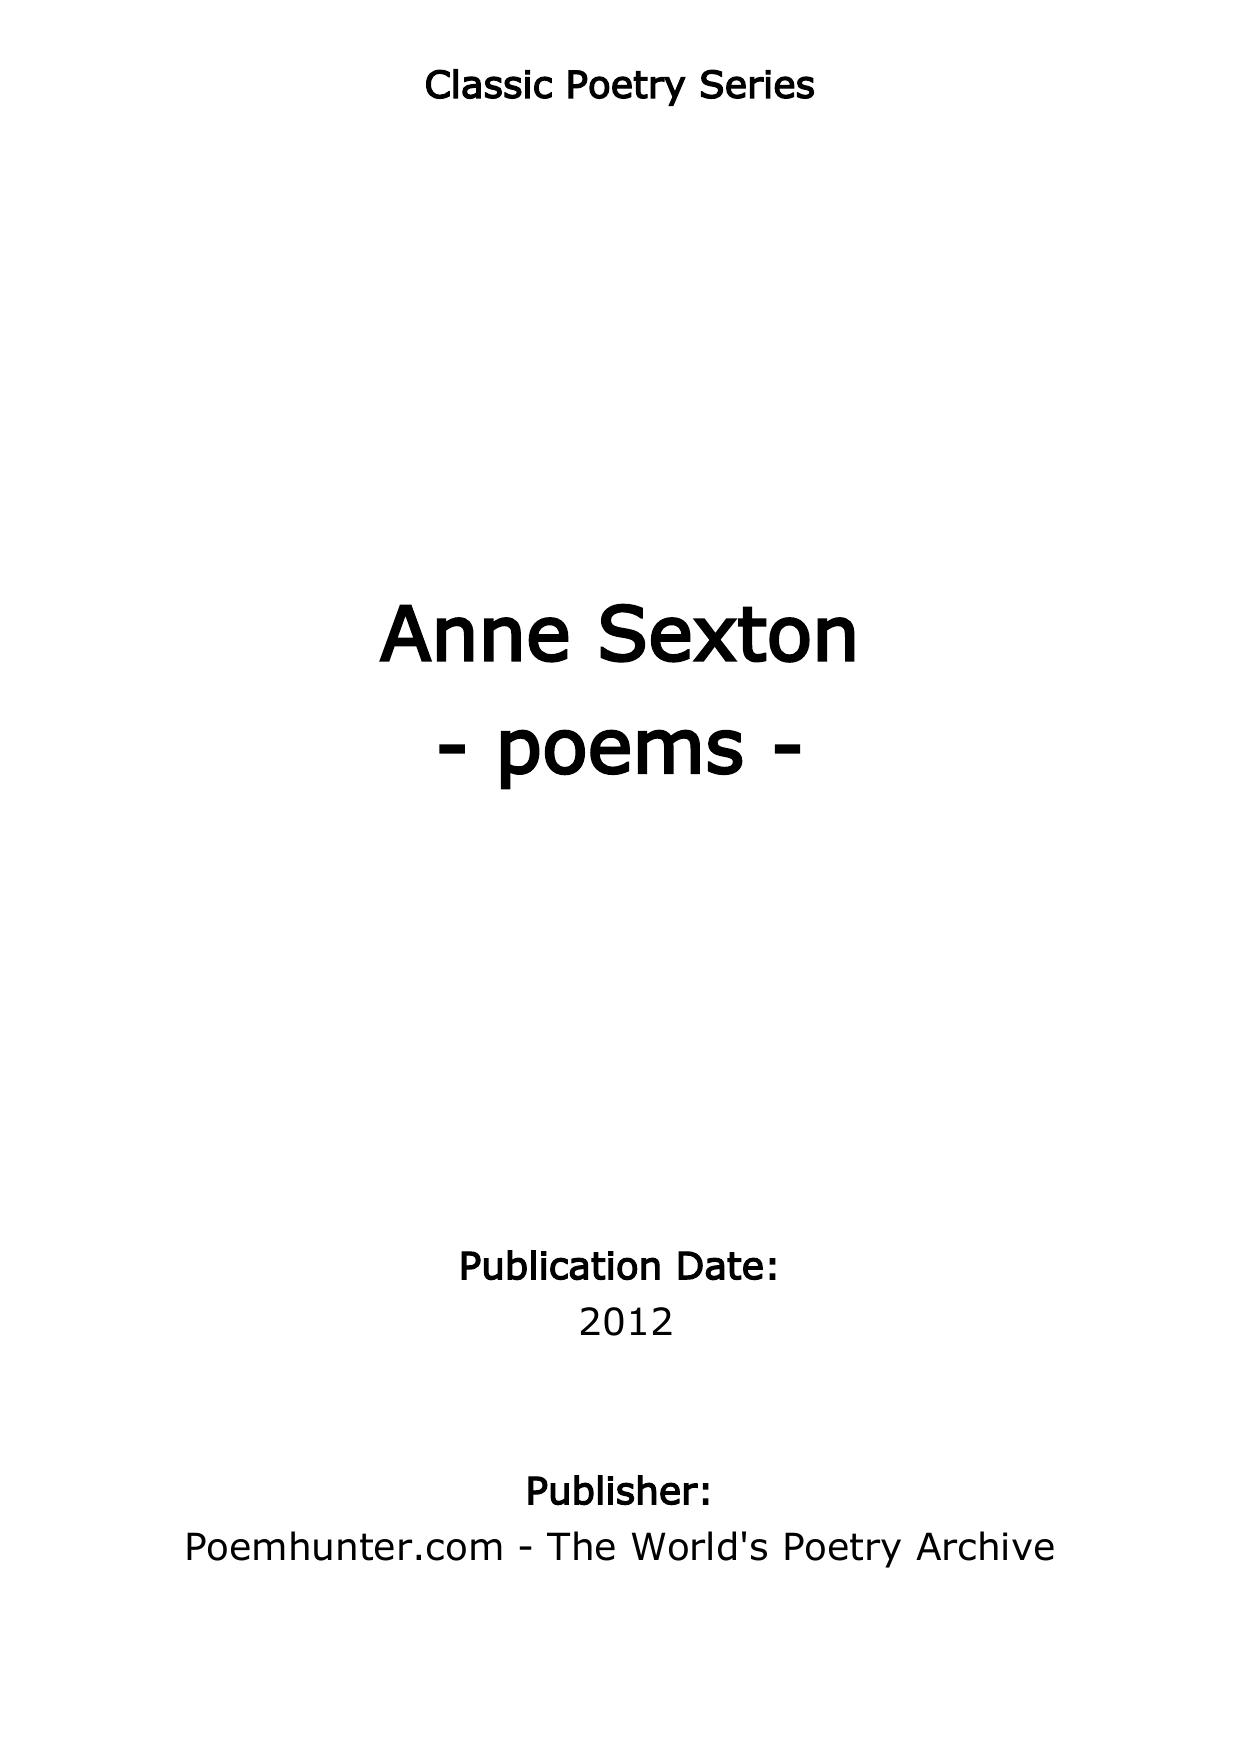 Classic Poetry Series
Anne Sexton
- poems -
Publication Date:
2012
Publisher:
Poemhunter.com - The World's Poetry Archive